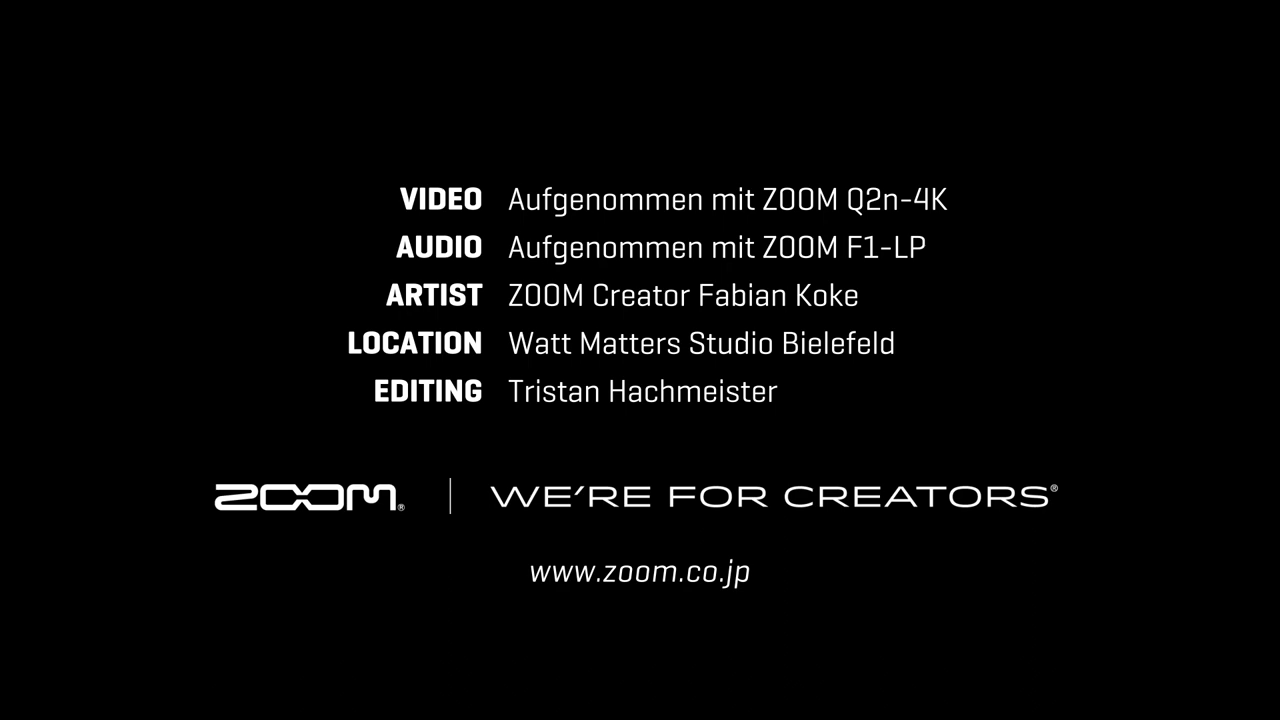 VIDEO Aufgenommen mit ZOOM Q2n-4K
AUDIO Aufgenommen mit ZOOM F1-LP
ARTIST ZOOM Creator Fabian Koke
LOCATION Watt Matters Studio Bielefeld
EDITING Tristan Hachmeister
ZOOM® | WE'RE FOR CREATORS®
www.zoom.co.jp